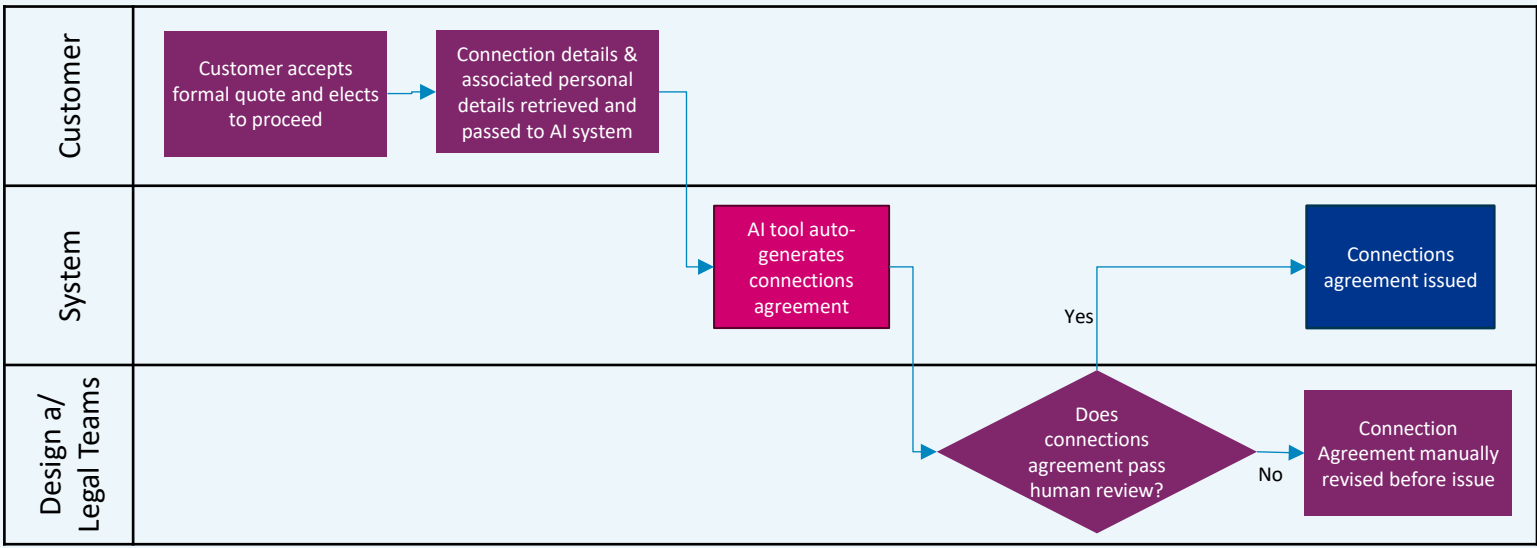 Customer
Customer accepts
formal quote and elects
to proceed
Connection details &
associated personal
details retrieved and
passed to AI system
System
AI tool auto-
generates
connections
agreement
Yes
Connections
agreement issued
Design a/
Legal Teams
Does
connections
agreement pass
human review?
No
Connection
Agreement manually
revised before issue